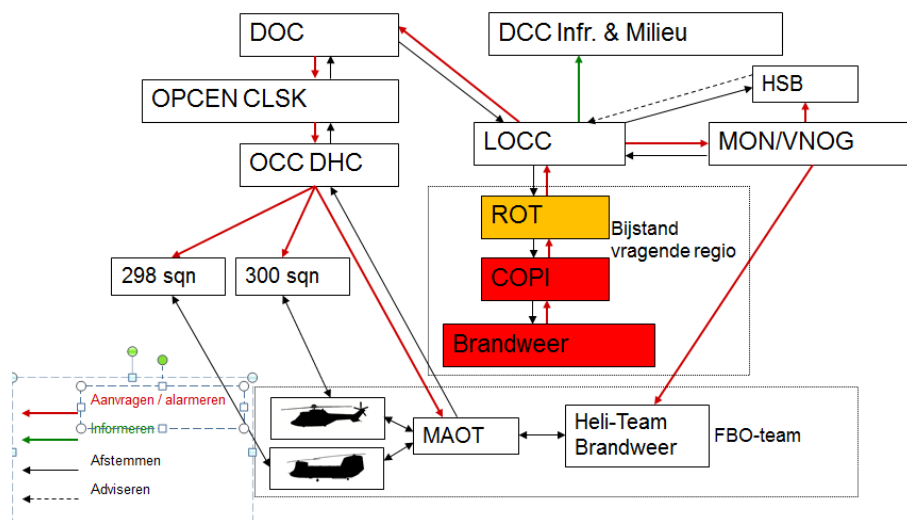 DOC
DCC Infr. & Milieu
HSB
OPCEN CLSK
LOCC
MON/VNOG
OCC DHC
ROT
Bijstand
vragende regio
298 sqn
300 sqn
COPI
Brandweer
Aanvragen / alarmeren
Informeren
Afstemmen
Adviseren
MAOT
Heli-Team
Brandweer
FBO-team